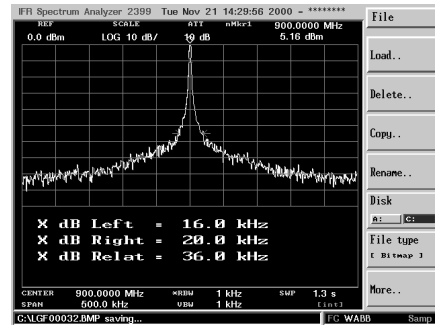 IFR Spectrum Analyzer 2399 Tue Nov 21 14:29:56 2000 - ********
REF SCALE ATT nMkr1 900.0000 MHz
0.0 dBm LOG 10 dB/ 10 dB 5.16 dBm
X dB Left = 16.0 kHz
X dB Right = 20.0 kHz
X dB Relat = 36.0 kHz
CENTER 900.0000 MHz *RBW 1 kHz SWP 1.3 s
SPAN 500.0 kHz VBW 1 kHz [int]
C:\LGF00032.BMP saving... FC WABB Samp
File
Load..
Delete..
Copy..
Rename..
Disk
A: C:
File type
[ Bitmap ]
More..